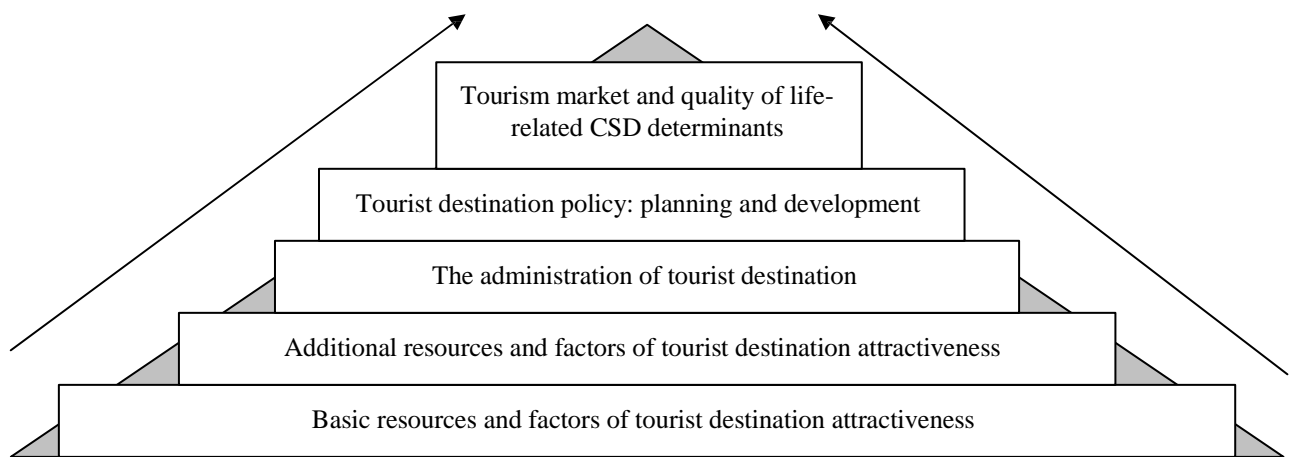 Tourism market and quality of life-
related CSD determinants
Tourist destination policy: planning and development
The administration of tourist destination
Additional resources and factors of tourist destination attractiveness
Basic resources and factors of tourist destination attractiveness